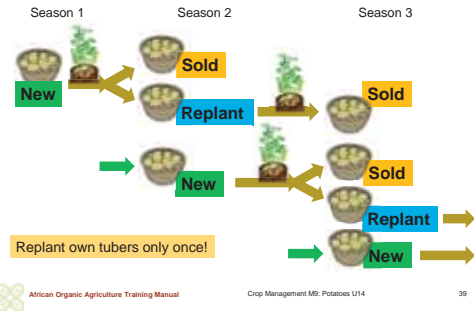 Season 1 Season 2 Season 3
Sold
New
Sold
Replant
Sold
New
Replant
Replant own tubers only once!
New
African Organic Agriculture Training Manual Crop Management M9: Potatoes U14 39